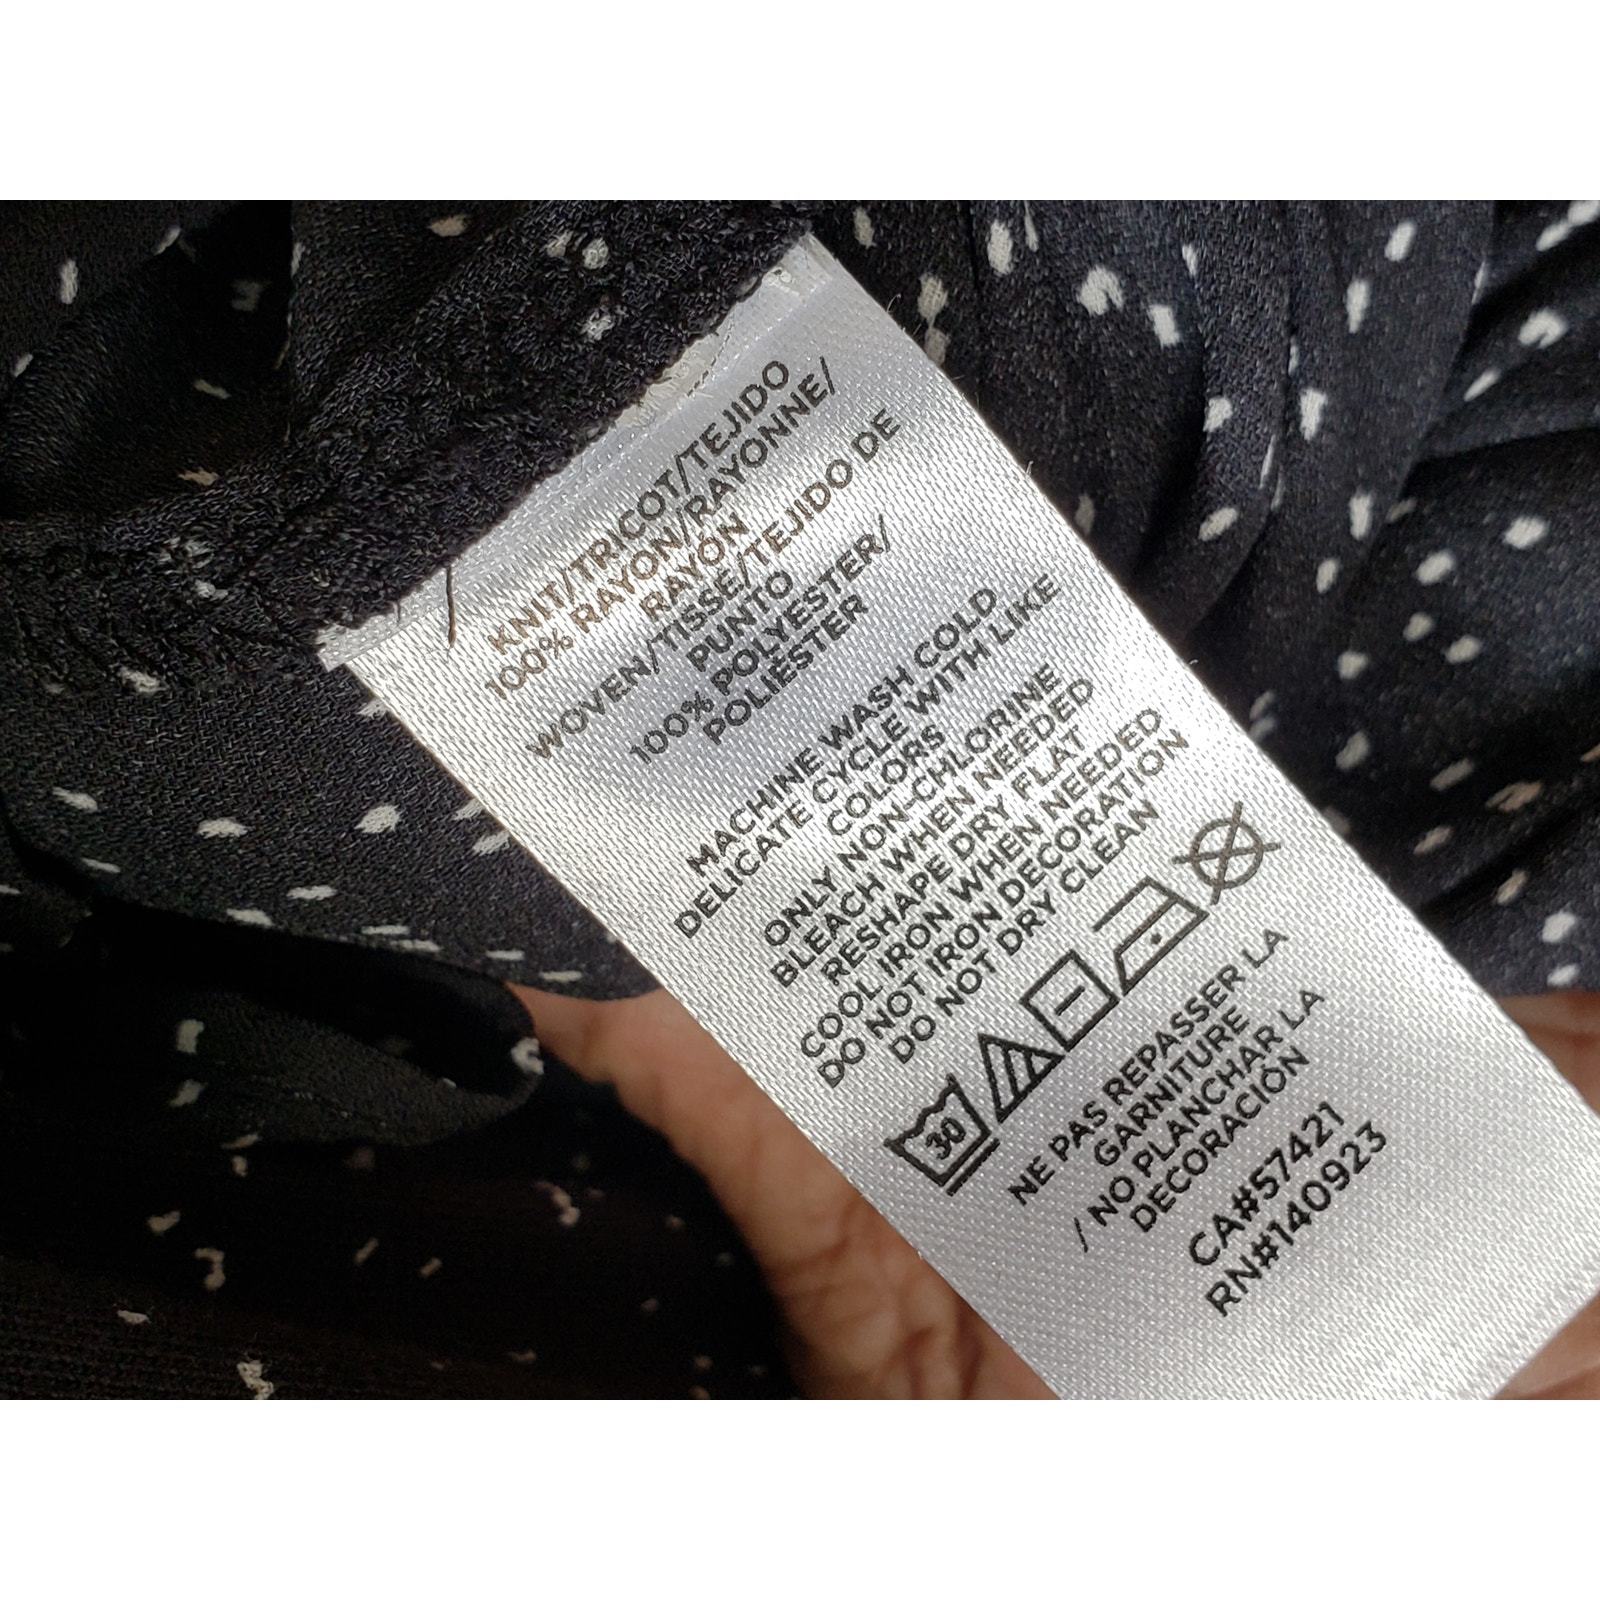 KNIT/TRICOT/TEJIDO
100% RAYON/RAYONNE/
RAYÓN
WOVEN/TISSE/TEJIDO DE
PUNTO
100% POLYESTER/
POLIÉSTER
MACHINE WASH COLD
DELICATE CYCLE WITH LIKE
COLORS
ONLY NON-CHLORINE
BLEACH WHEN NEEDED
RESHAPE DRY FLAT
COOL IRON WHEN NEEDED
DO NOT IRON DECORATION
DO NOT DRY CLEAN
30
NE PAS REPASSER LA
GARNITURE
/ NO PLANCHAR LA
DECORACIÓN
CA#57421
RN#140923